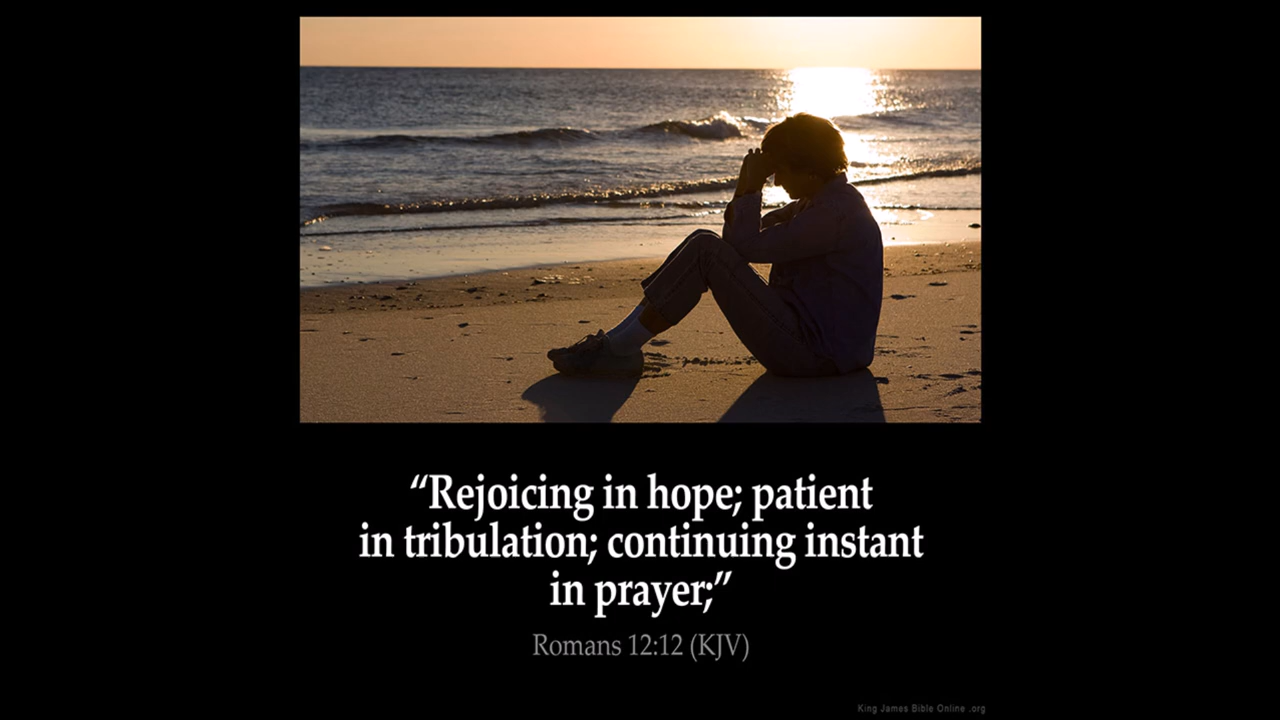 “Rejoicing in hope; patient
in tribulation; continuing instant
in prayer;”
Romans 12:12 (KJV)
King James Bible Online .org